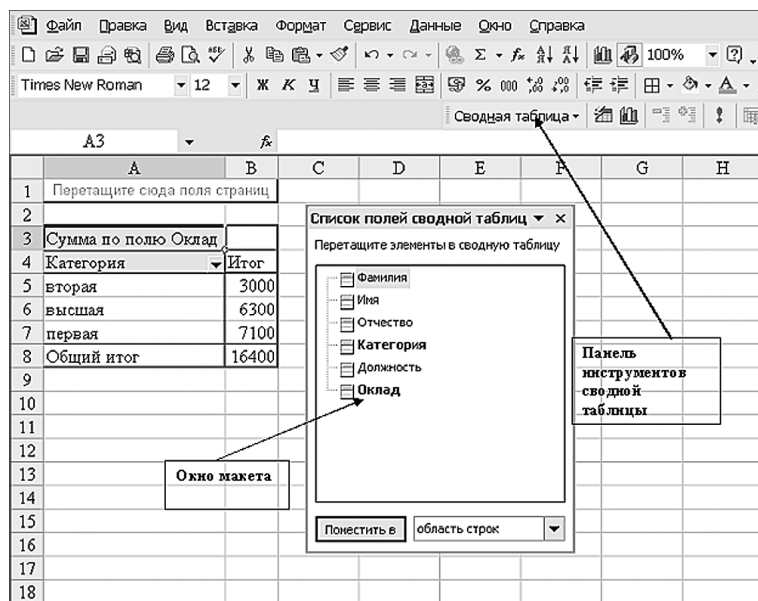 Файл Правка Вид Вставка Формат Сервис Данные Окно Справка
100%
Times New Roman 12 Ж К Ч % 000
Сводная таблица
A3 fx
A B C D E F G H
1 Перетащите сюда поля страниц
2
3 Сумма по полю Оклад
4 Категория Итог
5 вторая 3000
6 высшая 6300
7 первая 7100
8 Общий итог 16400
9
10
11
12
13
14
15
16
17
18
Список полей сводной таблиц
Перетащите элементы в сводную таблицу
Фамилия
Имя
Отчество
Категория
Должность
Оклад
Поместить в область строк
Панель
инструментов
сводной
таблицы
Окно макета